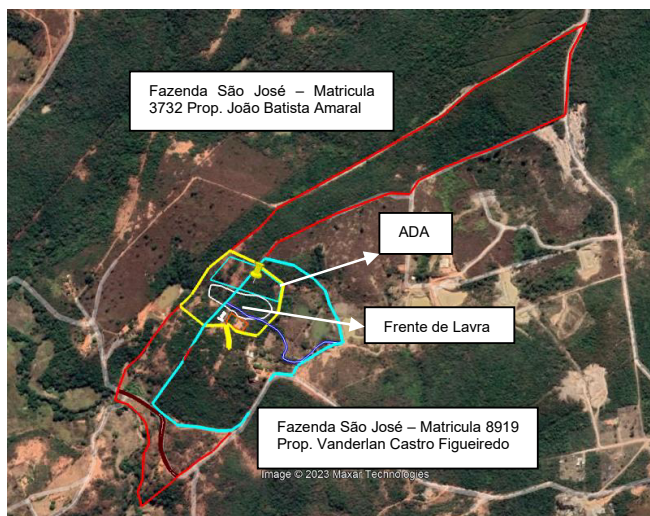 Fazenda São José – Matricula
3732 Prop. João Batista Amaral
ADA
Frente de Lavra
Fazenda São José – Matricula 8919
Prop. Vanderlan Castro Figueiredo
Image © 2023 Maxar Technologies